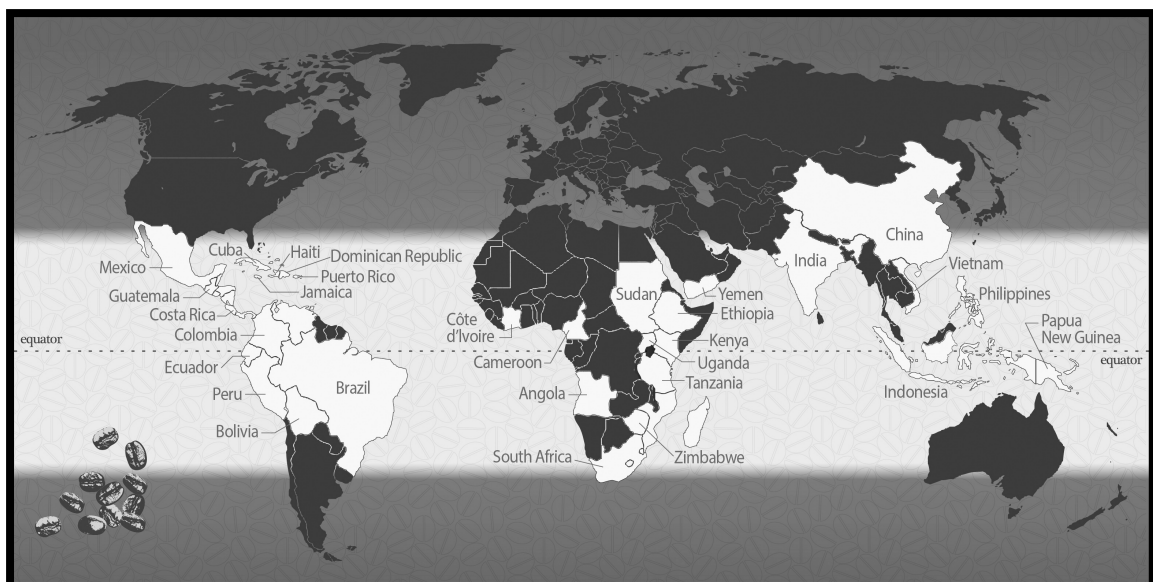 Cuba
Haiti
Dominican Republic
Mexico
Puerto Rico
Jamaica
Guatemala
Costa Rica
Colombia
equator
Ecuador
Peru
Brazil
Bolivia
China
India
Vietnam
Sudan
Yemen
Philippines
Ethiopia
Côte
d'Ivoire
Kenya
Papua
New Guinea
Cameroon
Uganda
equator
Tanzania
Angola
Indonesia
South Africa
Zimbabwe